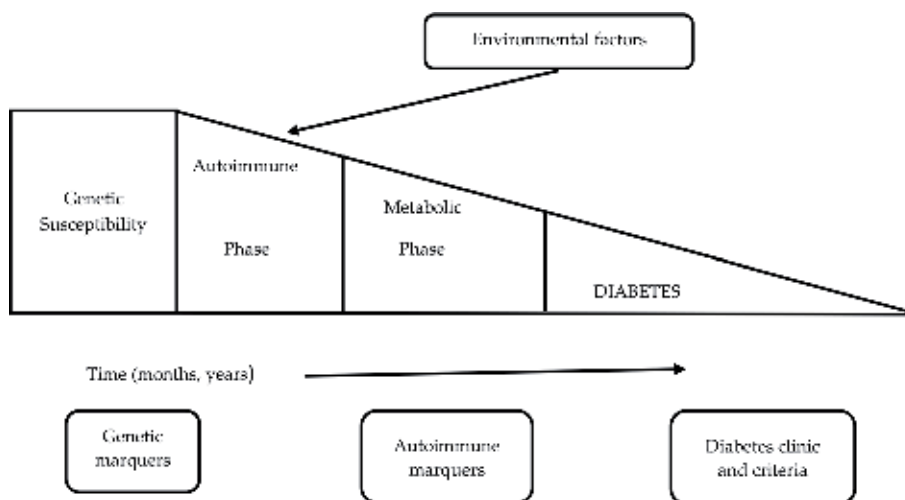 Environmental factors
Autoimmune
Genetic
Susceptibility
Metabolic
Phase
Phase
DIABETES
Time (months, years)
Genetic
marquers
Autoimmune
marquers
Diabetes clinic
and criteria